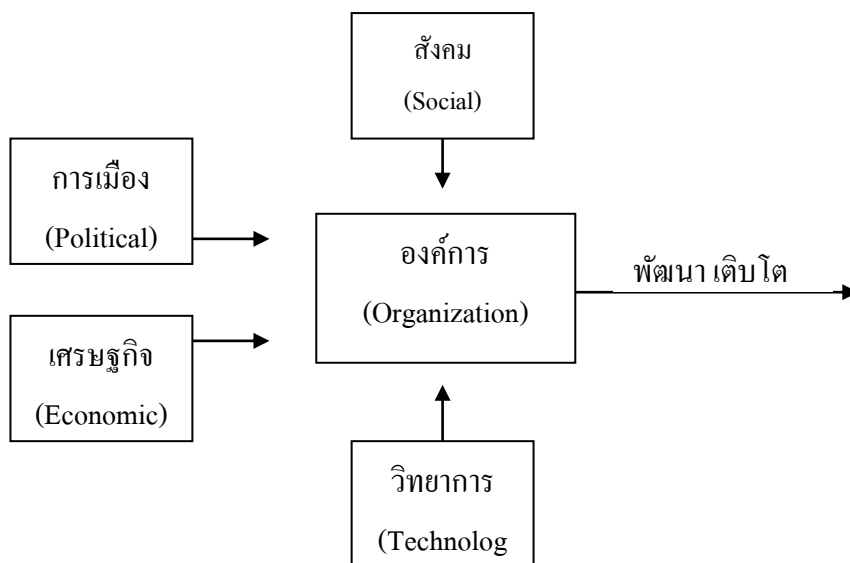 สังคม
(Social)
การเมือง
(Political)
องค์การ
(Organization)
พัฒนา เติบโต
เศรษฐกิจ
(Economic)
วิทยาการ
(Technolog